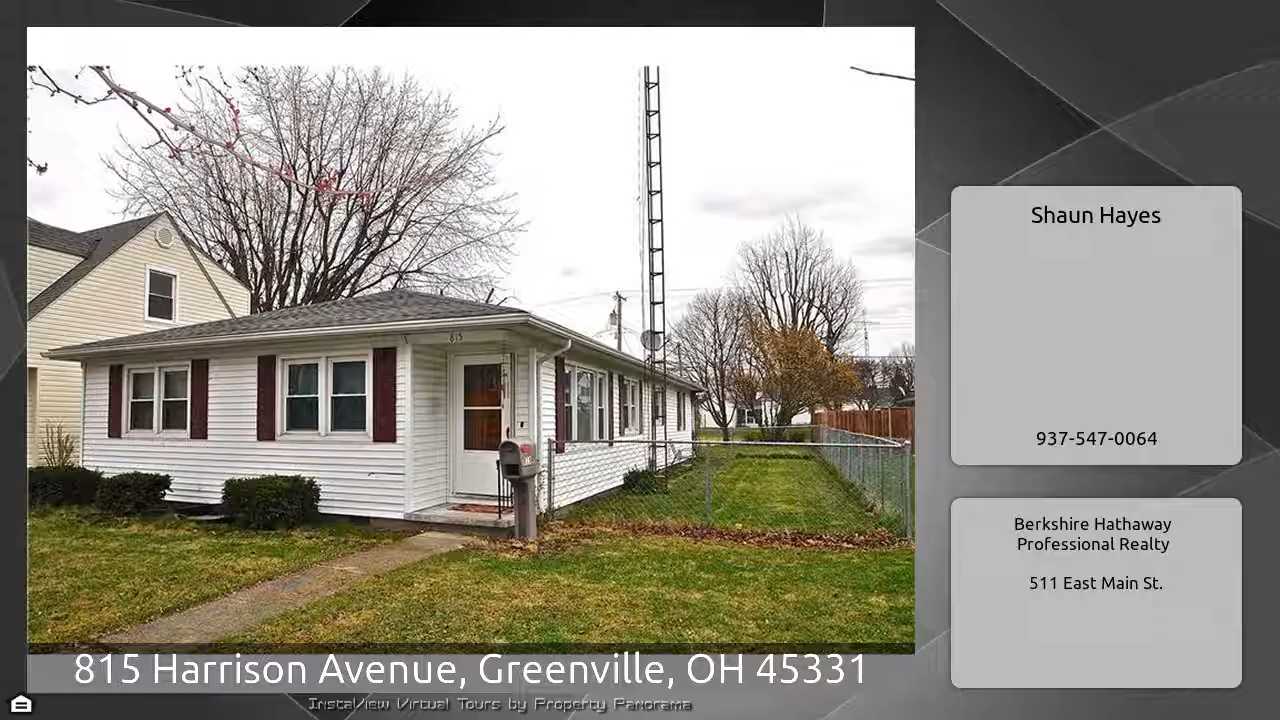 815
Shaun Hayes
937-547-0064
Berkshire Hathaway
Professional Realty
511 East Main St.
815 Harrison Avenue, Greenville, OH 45331
InstaView Virtual Tours by Property Panorama